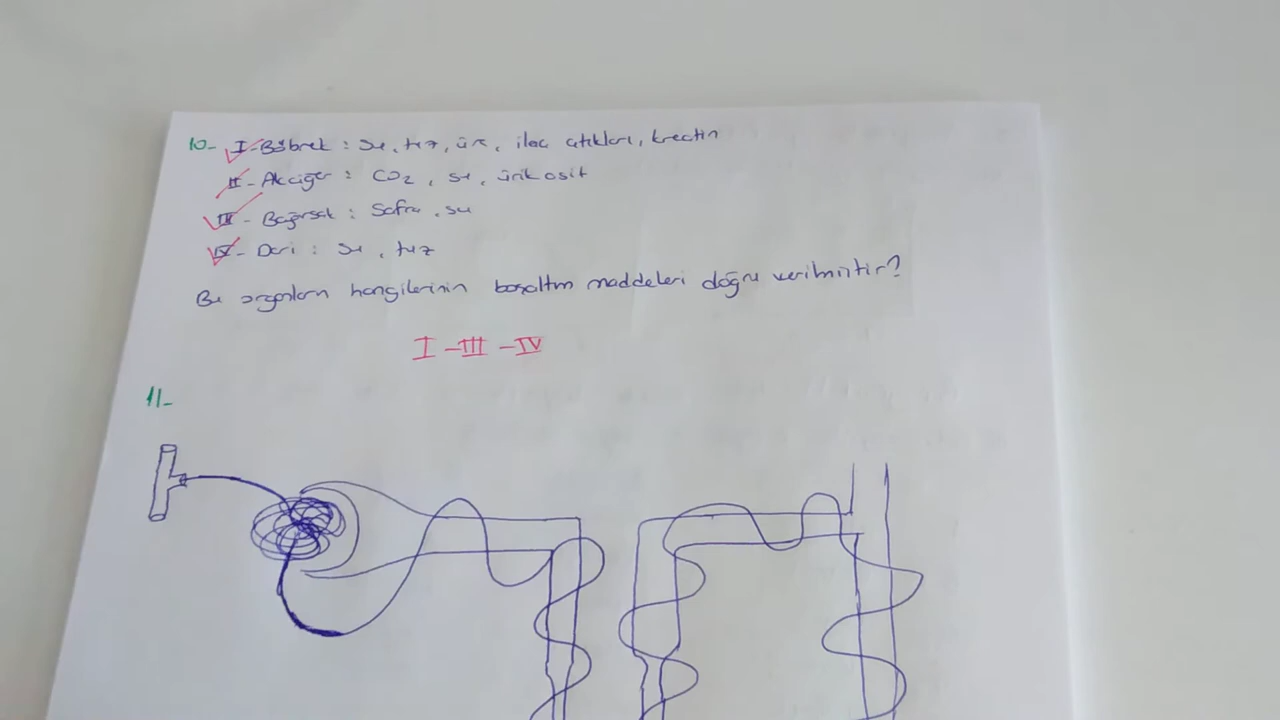 10- I- Böbrek : su, tuz, üre, ilaç atıkları, kreatin
II- Akciğer : CO2, su, ürik asit
III- Bağırsak : Safra, su
IV- Deri : su, tuz
Bu organların hangilerinin boşaltım maddeleri doğru verilmiştir?
I - III - IV
11-